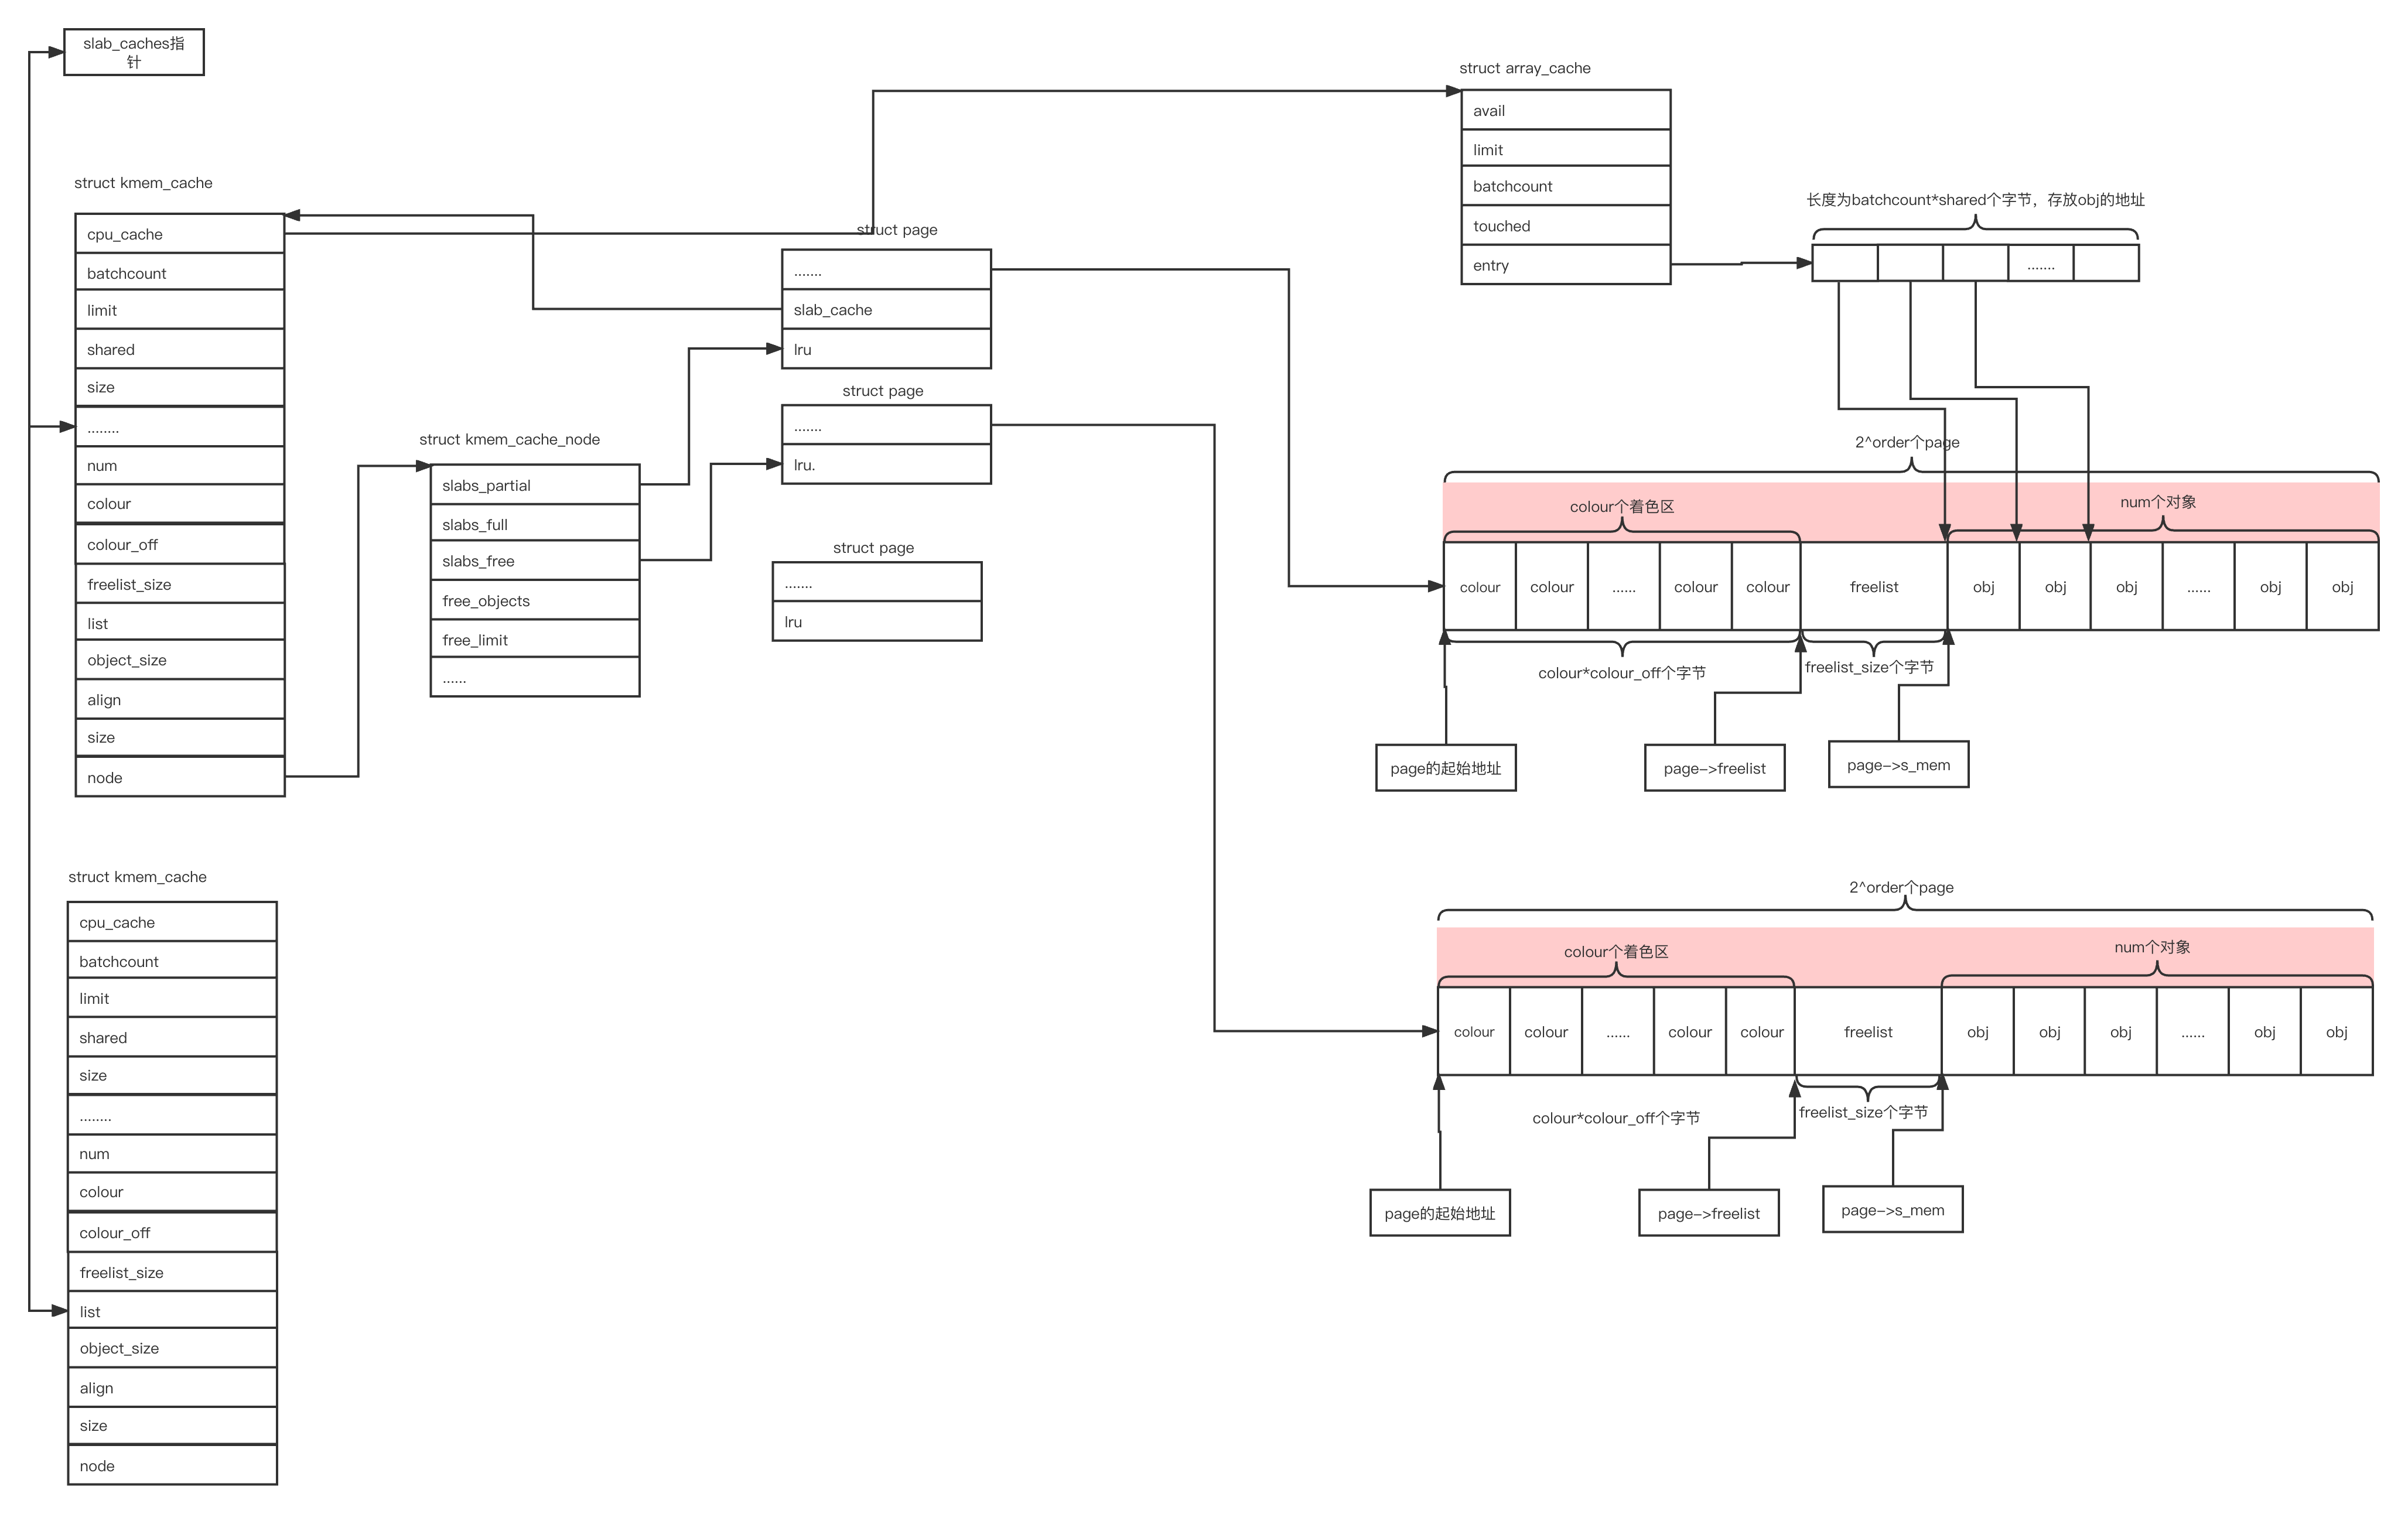 slab_caches指
针
struct kmem_cache
cpu_cache
batchcount
limit
shared
size
........
num
colour
colour_off
freelist_size
list
object_size
align
size
node
struct kmem_cache_node
slabs_partial
slabs_full
slabs_free
free_objects
free_limit
......
struct page
.......
slab_cache
lru
struct page
.......
lru.
struct page
.......
lru
struct array_cache
avail
limit
batchcount
touched
entry
长度为batchcount*shared个字节，存放obj的地址
.......
2^order个page
colour个着色区
num个对象
colour
colour
......
colour
colour
freelist
obj
obj
obj
......
obj
obj
colour*colour_off个字节
freelist_size个字节
page的起始地址
page->freelist
page->s_mem
struct kmem_cache
cpu_cache
batchcount
limit
shared
size
........
num
colour
colour_off
freelist_size
list
object_size
align
size
node
2^order个page
colour个着色区
num个对象
colour
colour
......
colour
colour
freelist
obj
obj
obj
......
obj
obj
colour*colour_off个字节
freelist_size个字节
page的起始地址
page->freelist
page->s_mem